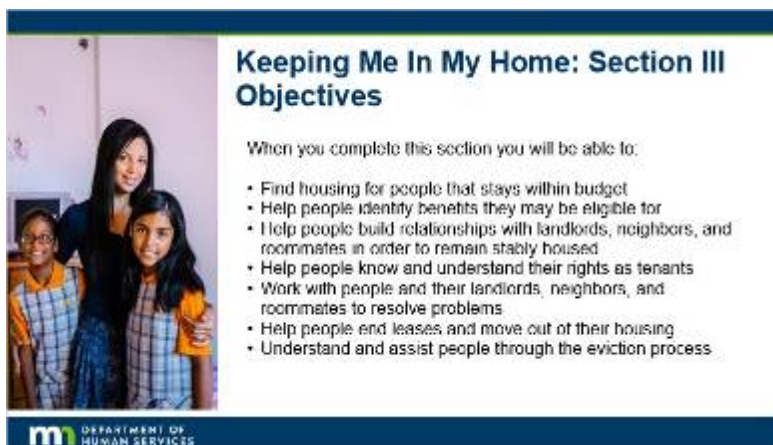 Keeping Me In My Home: Section III
Objectives
When you complete this section you will be able to:
• Find housing for people that stays within budget
• Help people identify benefits they may be eligible for
• Help people build relationships with landlords, neighbors, and
roommates in order to remain stably housed
• Help people know and understand their rights as tenants
• Work with people and their landlords, neighbors, and
roommates to resolve problems
• Help people end leases and move out of their housing
• Understand and assist people through the eviction process
mn DEPARTMENT OF
HUMAN SERVICES